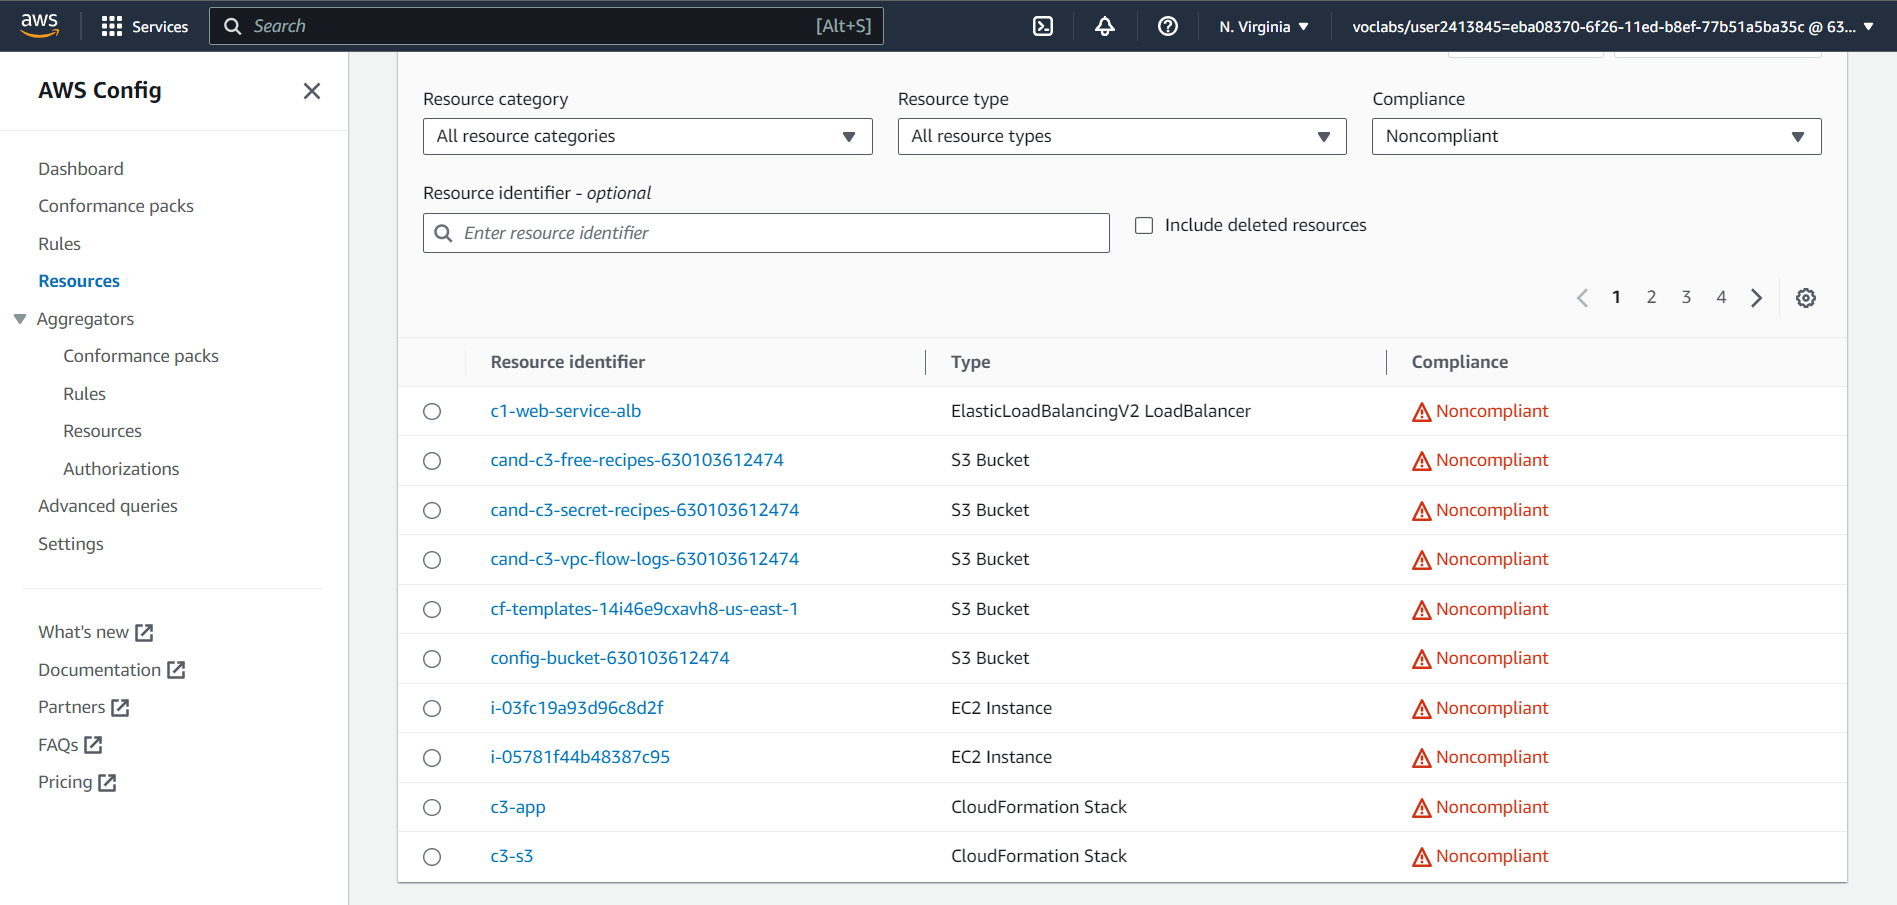 aws
Services
Search
[Alt+S]
N. Virginia
voclabs/user2413845=eba08370-6f26-11ed-b8ef-77b51a5ba35c @ 63...
AWS Config
Dashboard
Conformance packs
Rules
Resources
Aggregators
Conformance packs
Rules
Resources
Authorizations
Advanced queries
Settings
What's new
Documentation
Partners
FAQs
Pricing
Resource category
All resource categories
Resource type
All resource types
Compliance
Noncompliant
Resource identifier - optional
Enter resource identifier
Include deleted resources
1 2 3 4
Resource identifier Type Compliance
c1-web-service-alb ElasticLoadBalancingV2 LoadBalancer Noncompliant
cand-c3-free-recipes-630103612474 S3 Bucket Noncompliant
cand-c3-secret-recipes-630103612474 S3 Bucket Noncompliant
cand-c3-vpc-flow-logs-630103612474 S3 Bucket Noncompliant
cf-templates-14i46e9cxavh8-us-east-1 S3 Bucket Noncompliant
config-bucket-630103612474 S3 Bucket Noncompliant
i-03fc19a93d96c8d2f EC2 Instance Noncompliant
i-05781f44b48387c95 EC2 Instance Noncompliant
c3-app CloudFormation Stack Noncompliant
c3-s3 CloudFormation Stack Noncompliant